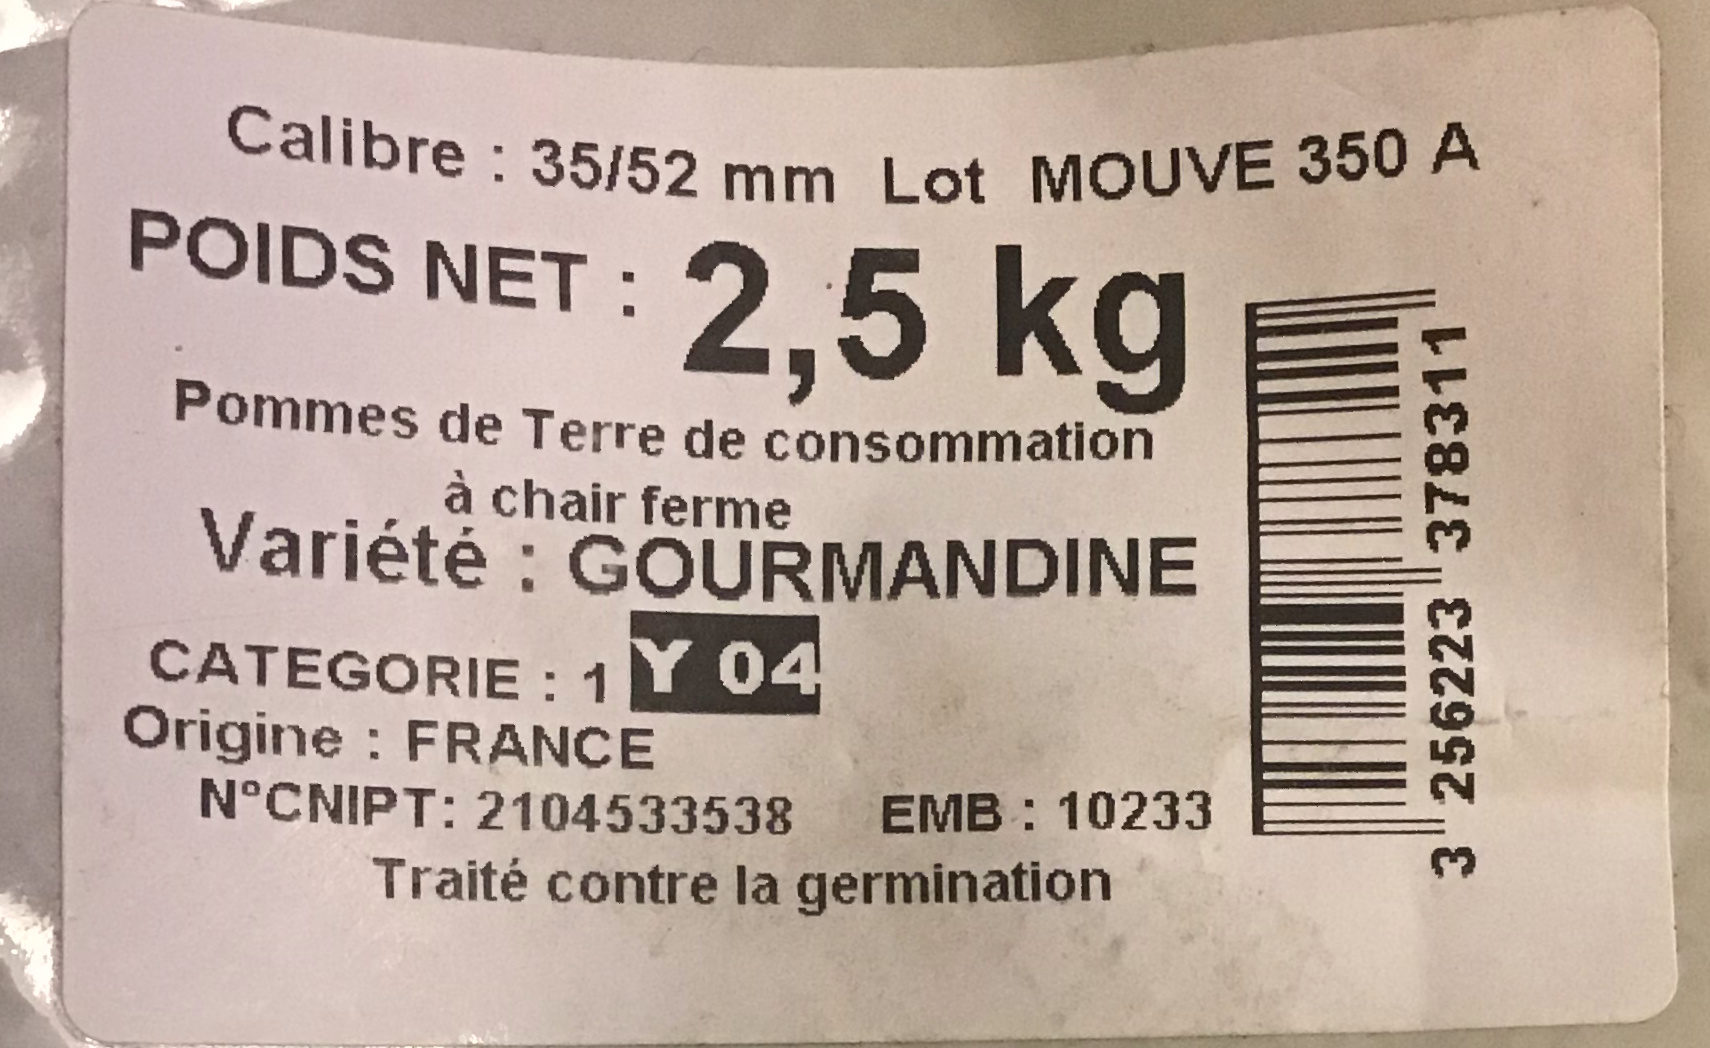 Calibre : 35/52 mm Lot MOUVE 350 A
POIDS NET : 2,5 kg
Pommes de Terre de consommation
à chair ferme
Variété : GOURMANDINE
CATEGORIE : 1 Y 04
Origine : FRANCE
N°CNIPT: 2104533538 EMB : 10233
Traité contre la germination
3 256223 378311